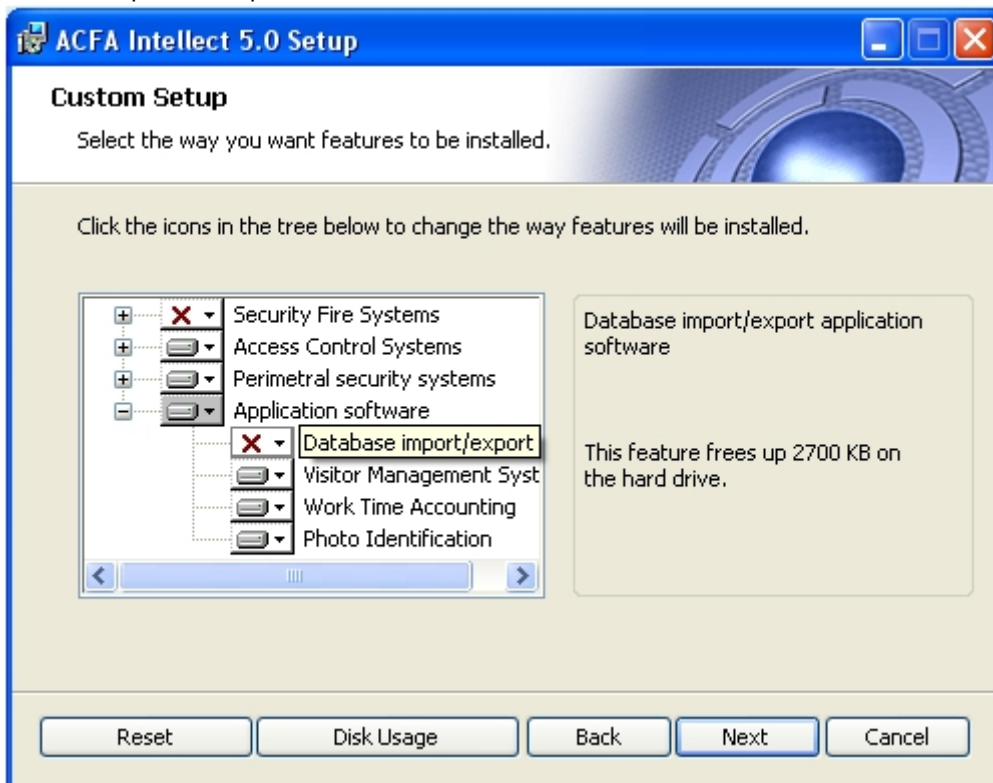 ACFA Intellect 5.0 Setup
Custom Setup
Select the way you want features to be installed.
Click the icons in the tree below to change the way features will be installed.
Security Fire Systems
Access Control Systems
Perimetral security systems
Application software
Database import/export
Visitor Management Syst
Work Time Accounting
Photo Identification
Database import/export application
software
This feature frees up 2700 KB on
the hard drive.
Reset
Disk Usage
Back
Next
Cancel